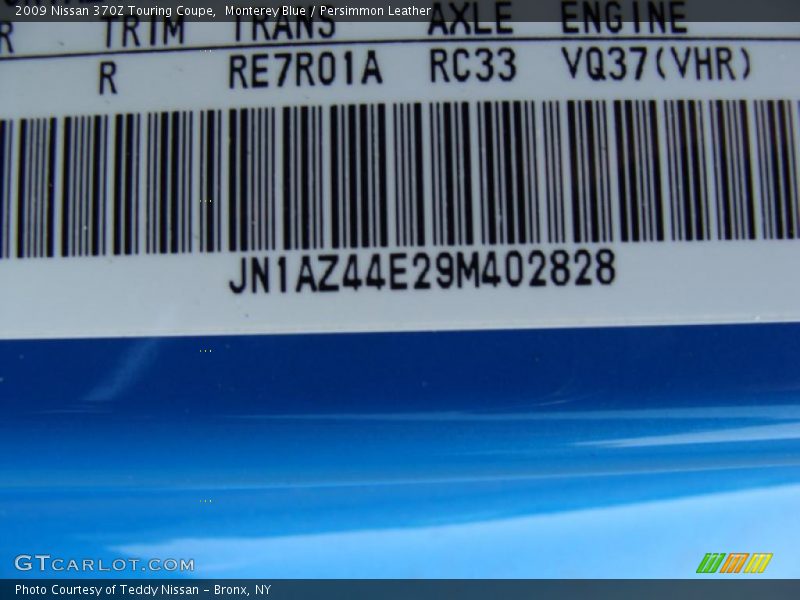 2009 Nissan 370Z Touring Coupe, Monterey Blue / Persimmon Leather
TRIM TRANS AXLE ENGINE
R RE7R01A RC33 VQ37(VHR)
JN1AZ44E29M402828
GTCARLOT.COM
Photo Courtesy of Teddy Nissan - Bronx, NY